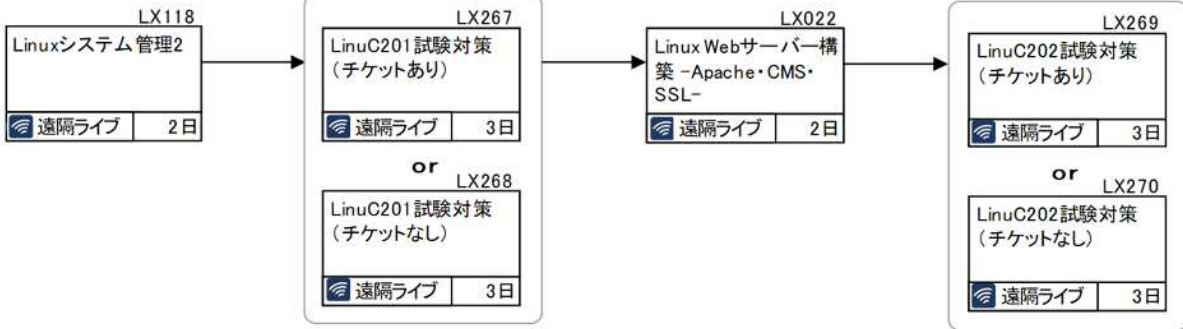 LX118
Linuxシステム管理2
遠隔ライブ 2日
LX267
LinuC201試験対策
(チケットあり)
遠隔ライブ 3日
or
LX268
LinuC201試験対策
(チケットなし)
遠隔ライブ 3日
LX022
Linux Webサーバー構
築 -Apache・CMS・
SSL-
遠隔ライブ 2日
LX269
LinuC202試験対策
(チケットあり)
遠隔ライブ 3日
or
LX270
LinuC202試験対策
(チケットなし)
遠隔ライブ 3日